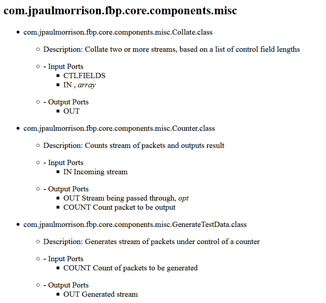 com.jpaulmorrison.fbp.core.components.misc
com.jpaulmorrison.fbp.core.components.misc.Collate.class
Description: Collate two or more streams, based on a list of control field lengths
- Input Ports
CTLFIELDS
IN , array
- Output Ports
OUT
com.jpaulmorrison.fbp.core.components.misc.Counter.class
Description: Counts stream of packets and outputs result
- Input Ports
IN Incoming stream
- Output Ports
OUT Stream being passed through, opt
COUNT Count packet to be output
com.jpaulmorrison.fbp.core.components.misc.GenerateTestData.class
Description: Generates stream of packets under control of a counter
- Input Ports
COUNT Count of packets to be generated
- Output Ports
OUT Generated stream